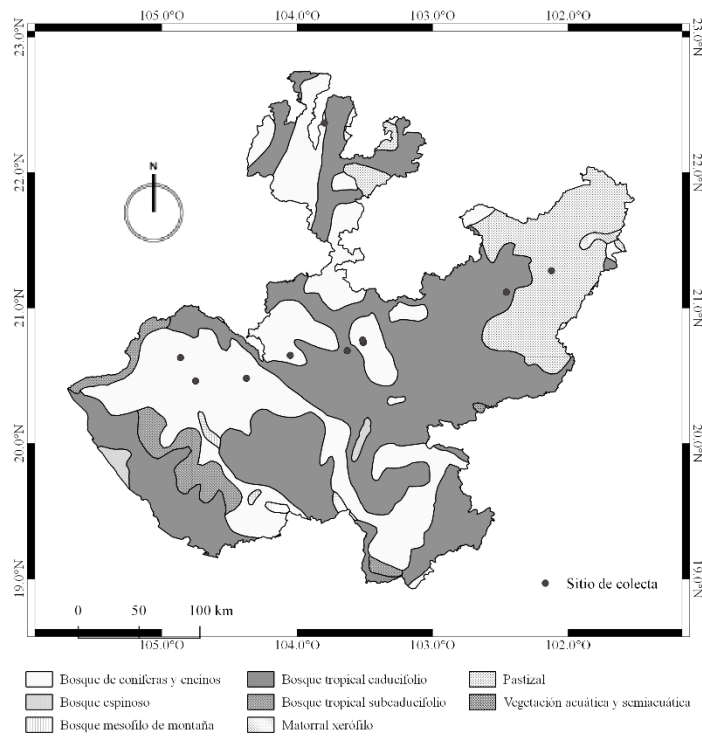 105.0°O 104.0°O 103.0°O 102.0°O
23.0°N 23.0°N
22.0°N 22.0°N
21.0°N 21.0°N
20.0°N 20.0°N
19.0°N 19.0°N
N
Sitio de colecta
0 50 100 km
105.0°O 104.0°O 103.0°O 102.0°O
Bosque de coníferas y encinos Bosque tropical caducifolio Pastizal
Bosque espinoso Bosque tropical subcaducifolio Vegetación acuática y semiacuática
Bosque mesofilo de montaña Matorral xerófilo